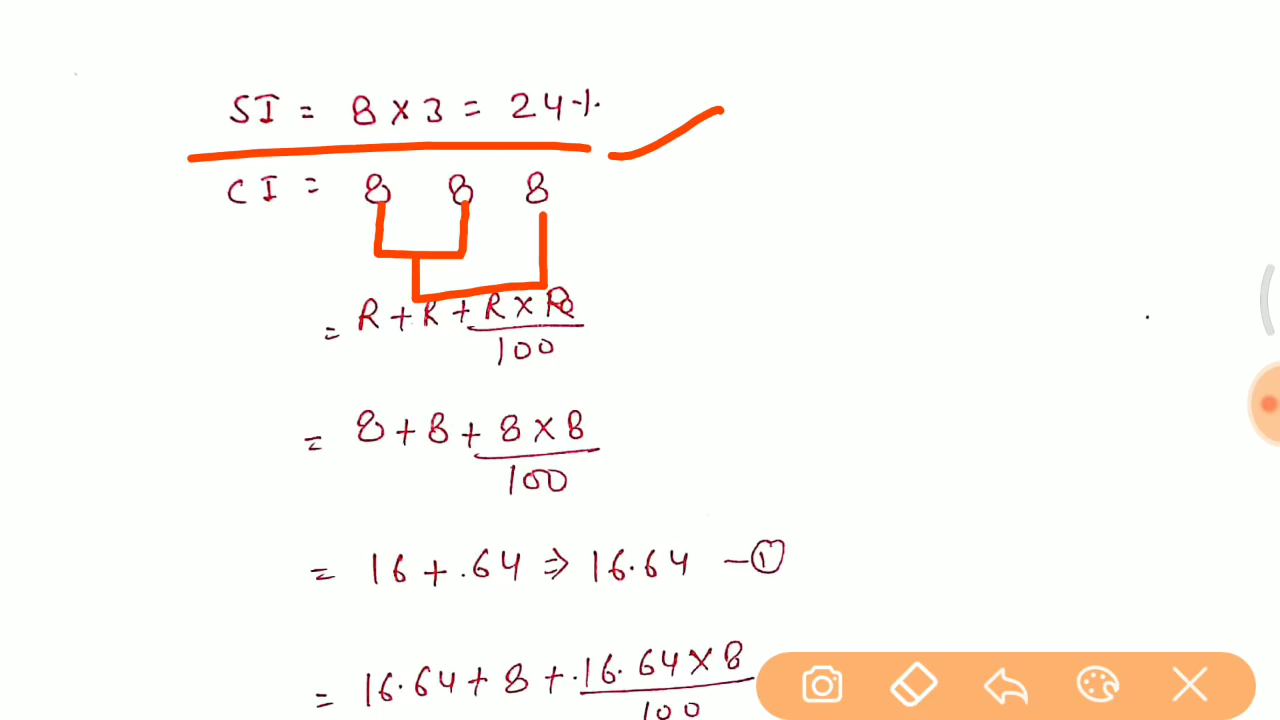 SI = 8 × 3 = 24%
CI = 8 8 8
= R + R + R × R
100
= 8 + 8 + 8 × 8
100
= 16 + .64 ⇒ 16.64 – ①
= 16.64 + 8 + .16.64 × 8
100